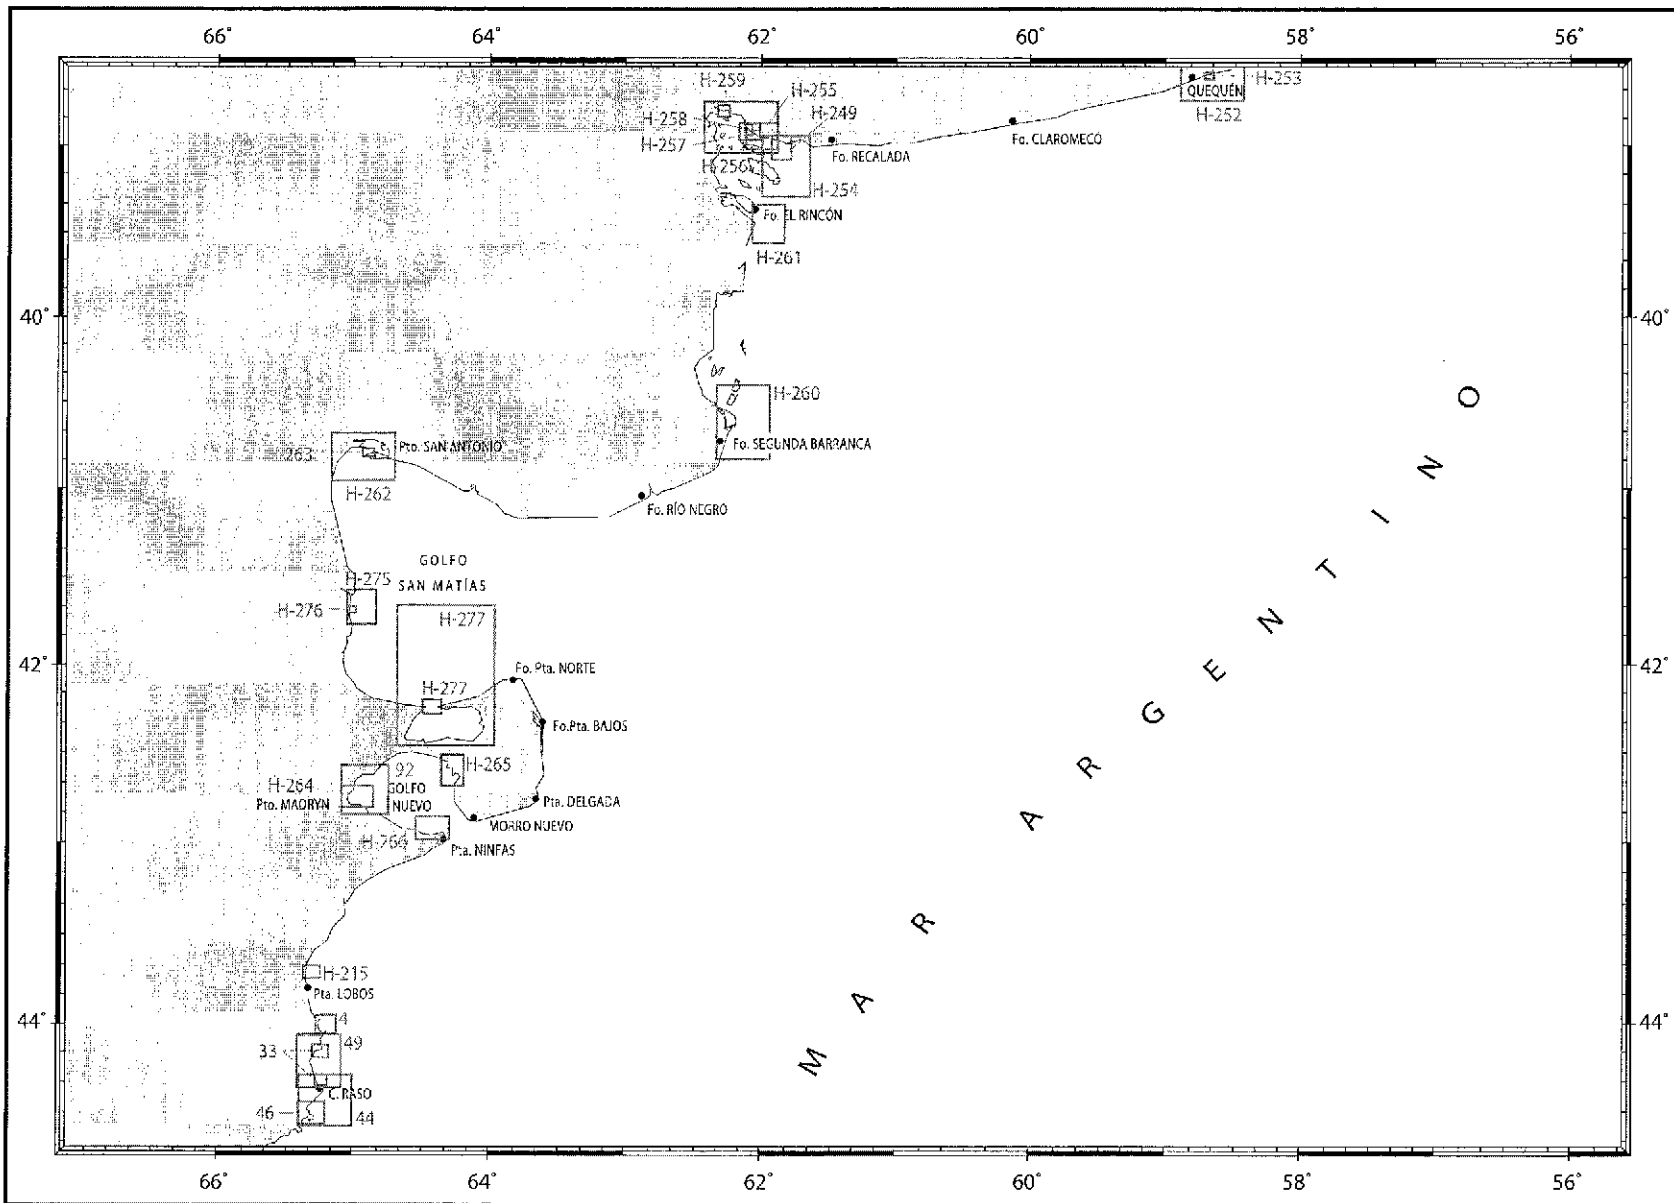 66° 64° 62° 60° 58° 56°
H-259
H-255
H-253
QUEQUÉN
H-258
H-249
H-252
Fo. CLAROMECÓ
H-257
Fo. RECALADA
H-256
H-254
Fo. EL RINCÓN
H-261
40° 40°
H-260
Pto. SAN ANTONIO
Fo. SEGUNDA BARRANCA
263
H-262
Fo. RÍO NEGRO
GOLFO
SAN MATÍAS
H-275
H-276
H-277
42° 42°
Fo. Pta. NORTE
H-277
Fo. Pta. BAJOS
H-265
92
H-264
GOLFO
NUEVO
Pto. MADRYN
Pta. DELGADA
MORRO NUEVO
H-266
Pta. NINFAS
MAR ARGENTINO
H-215
Pta. LOBOS
44° 44°
4
49
33
C. RASO
46
44
66° 64° 62° 60° 58° 56°